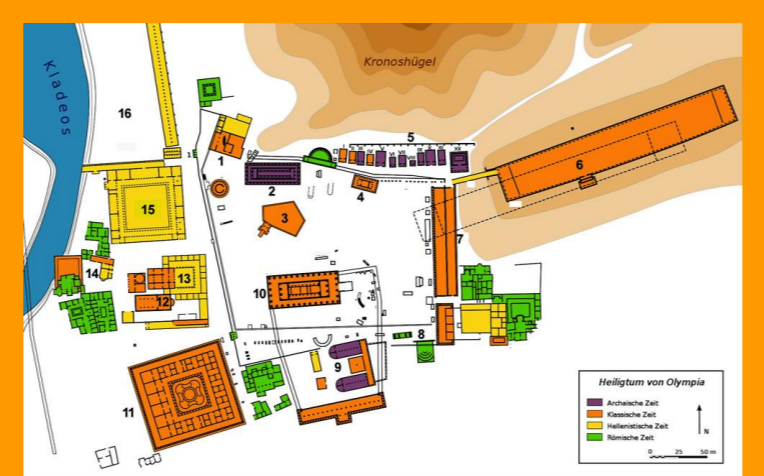 Kronoshügel
Kladeos
16
5
1
6
2
4
15
3
7
14
13
10
12
8
9
11
Heiligtum von Olympia
Archaische Zeit
Klassische Zeit
Hellenistische Zeit
Römische Zeit
N
0 25 50 m